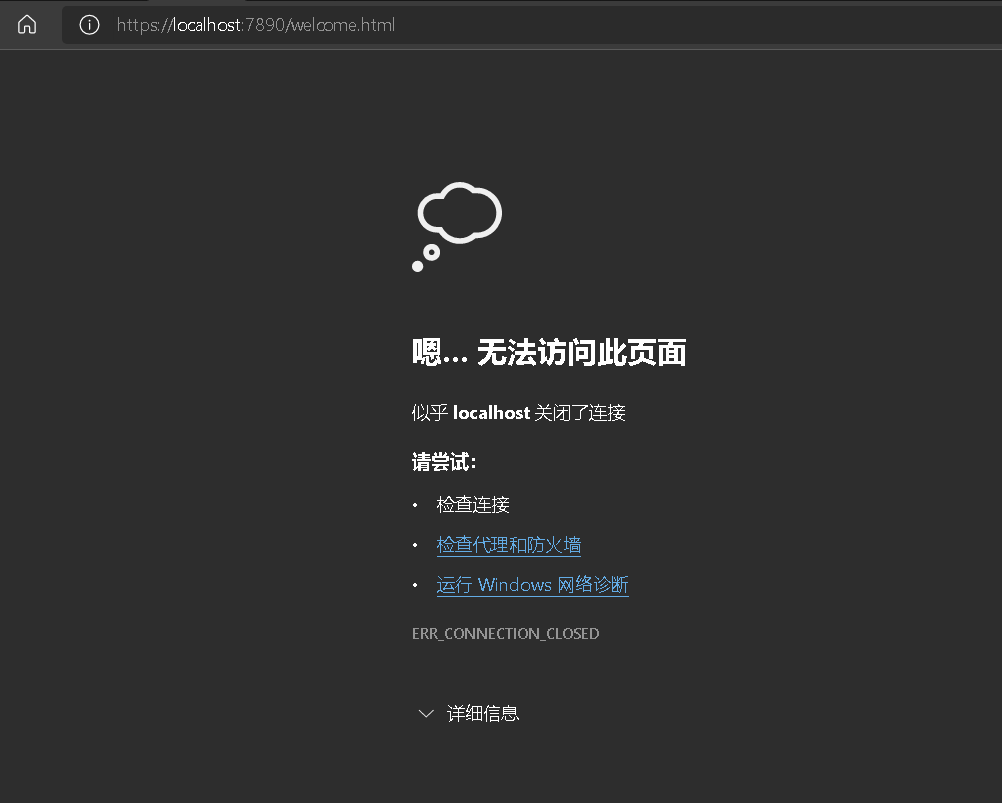 https://localhost:7890/welcome.html
嗯... 无法访问此页面
似乎 localhost 关闭了连接
请尝试:
• 检查连接
• 检查代理和防火墙
• 运行 Windows 网络诊断
ERR_CONNECTION_CLOSED
详细信息